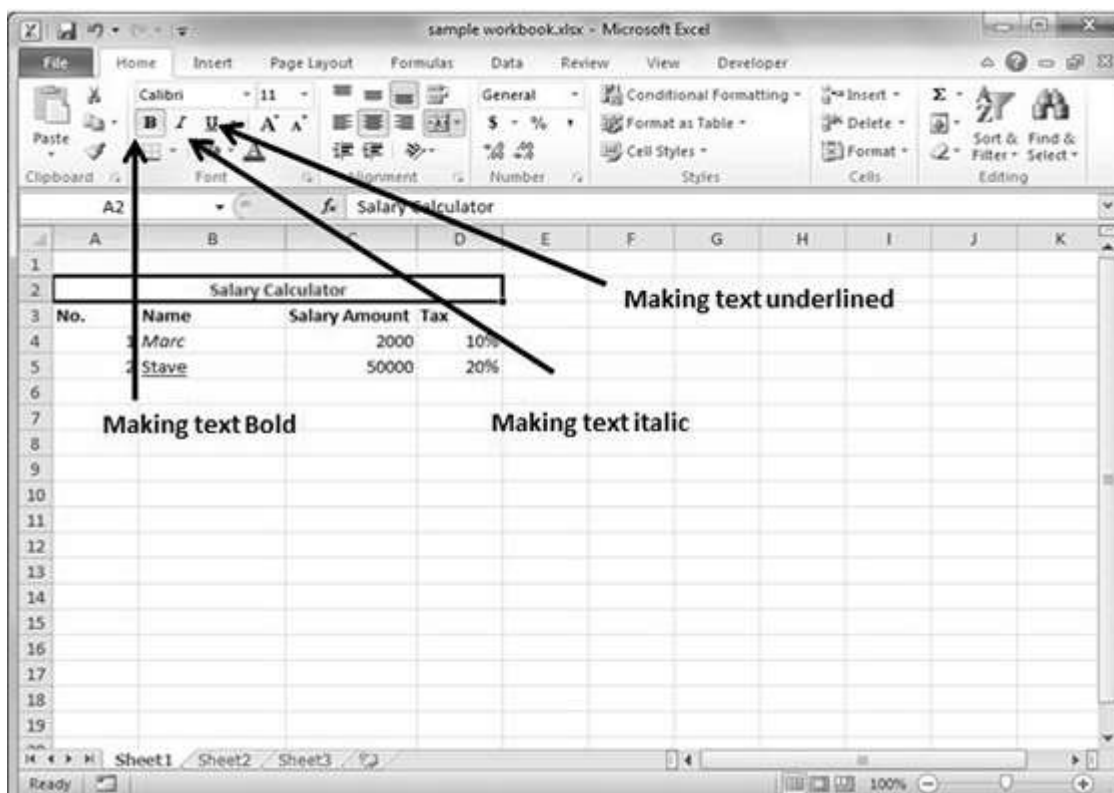 sample workbook.xlsx - Microsoft Excel
File Home Insert Page Layout Formulas Data Review View Developer
Calibri 11 General Conditional Formatting Insert Σ
Paste B I U A A $ % , Format as Table Delete Sort & Find &
Cell Styles Format Filter Select
Clipboard Font Alignment Number Styles Cells Editing
A2 fx Salary Calculator
A B C D E F G H I J K
1
2 Salary Calculator
3 No. Name Salary Amount Tax
4 1 Marc 2000 10%
5 2 Stave 50000 20%
Making text underlined
6
7 Making text Bold Making text italic
8
9
10
11
12
13
14
15
16
17
18
19
Sheet1 Sheet2 Sheet3
Ready 100%